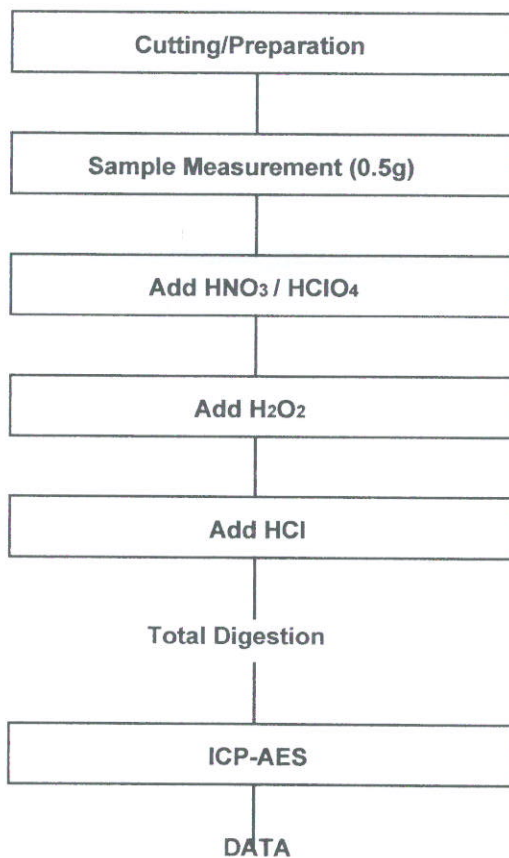 Cutting/Preparation
Sample Measurement (0.5g)
Add HNO3 / HClO4
Add H2O2
Add HCl
Total Digestion
ICP-AES
DATA